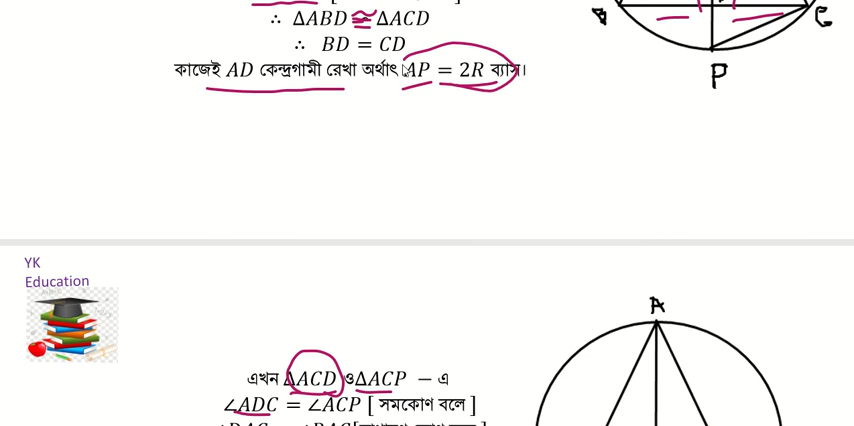 ∴ ΔABD ≅ ΔACD
∴ BD = CD
B
C
কাজেই AD কেন্দ্রগামী রেখা অর্থাৎ AP = 2R ব্যাস।
P
YK
Education
A
এখন ΔACD ও ΔACP − এ
∠ADC = ∠ACP [ সমকোণ বলে ]